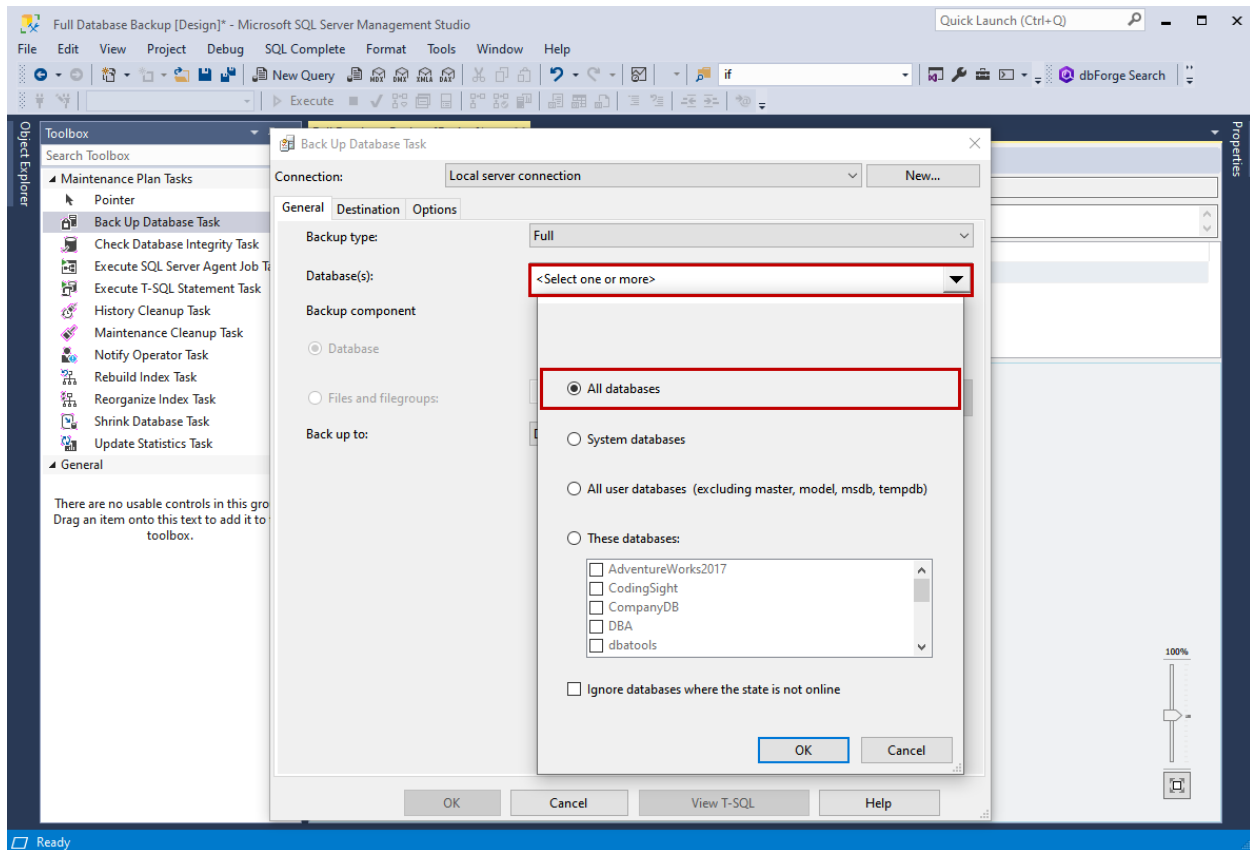 Full Database Backup [Design]* - Microsoft SQL Server Management Studio
Quick Launch (Ctrl+Q)
File Edit View Project Debug SQL Complete Format Tools Window Help
New Query
MDX DMX XMLA DAX
if
dbForge Search
Execute
Object Explorer
Toolbox
Search Toolbox
Maintenance Plan Tasks
Pointer
Back Up Database Task
Check Database Integrity Task
Execute SQL Server Agent Job
Execute T-SQL Statement Task
History Cleanup Task
Maintenance Cleanup Task
Notify Operator Task
Rebuild Index Task
Reorganize Index Task
Shrink Database Task
Update Statistics Task
General
There are no usable controls in this gro
Drag an item onto this text to add it to
toolbox.
Back Up Database Task
Connection: Local server connection New...
General Destination Options
Backup type: Full
Database(s): <Select one or more>
Backup component
Database
Files and filegroups:
Back up to:
All databases
System databases
All user databases (excluding master, model, msdb, tempdb)
These databases:
AdventureWorks2017
CodingSight
CompanyDB
DBA
dbatools
Ignore databases where the state is not online
OK Cancel
OK Cancel View T-SQL Help
Properties
100%
Ready